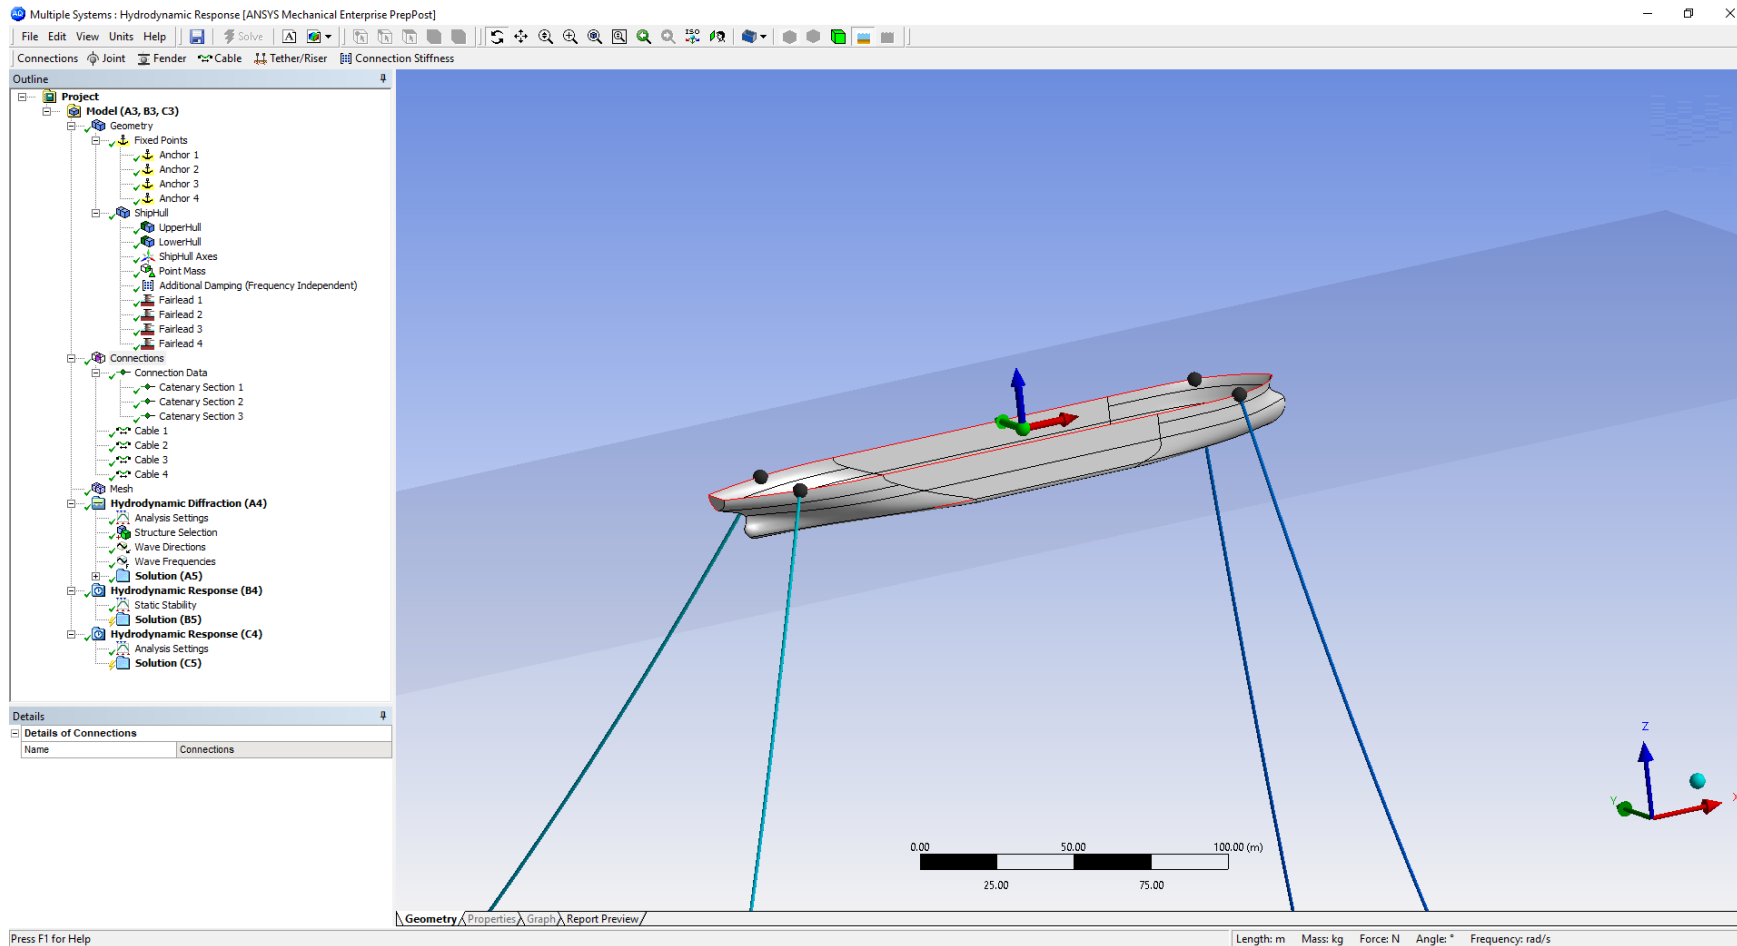 Multiple Systems : Hydrodynamic Response [ANSYS Mechanical Enterprise PrepPost]
File Edit View Units Help Solve
Connections Joint Fender Cable Tether/Riser Connection Stiffness
Outline
Project
Model (A3, B3, C3)
Geometry
Fixed Points
Anchor 1
Anchor 2
Anchor 3
Anchor 4
ShipHull
UpperHull
LowerHull
ShipHull Axes
Point Mass
Additional Damping (Frequency Independent)
Fairlead 1
Fairlead 2
Fairlead 3
Fairlead 4
Connections
Connection Data
Catenary Section 1
Catenary Section 2
Catenary Section 3
Cable 1
Cable 2
Cable 3
Cable 4
Mesh
Hydrodynamic Diffraction (A4)
Analysis Settings
Structure Selection
Wave Directions
Wave Frequencies
Solution (A5)
Hydrodynamic Response (B4)
Static Stability
Solution (B5)
Hydrodynamic Response (C4)
Analysis Settings
Solution (C5)
Details
Details of Connections
Name Connections
Z
Y
X
0.00 50.00 100.00 (m)
25.00 75.00
Geometry Properties Graph Report Preview
Press F1 for Help
Length: m Mass: kg Force: N Angle: ° Frequency: rad/s